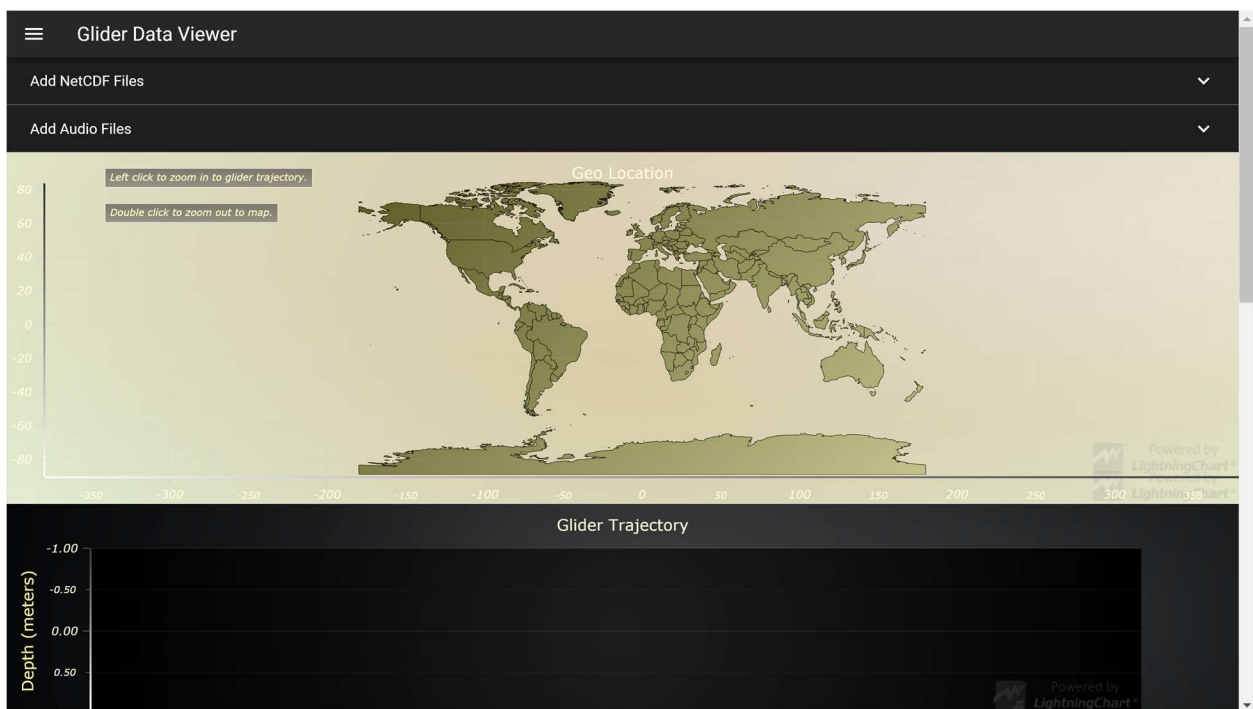 Glider Data Viewer
Add NetCDF Files
Add Audio Files
Geo Location
Left click to zoom in to glider trajectory.
Double click to zoom out to map.
80
60
40
20
0
-20
-40
-60
-80
Powered by
LightningChart®
Powered by
LightningChart®
-350 -300 -250 -200 -150 -100 -50 0 50 100 150 200 250 300 350
Glider Trajectory
Depth (meters)
-1.00
-0.50
0.00
0.50
Powered by
LightningChart®